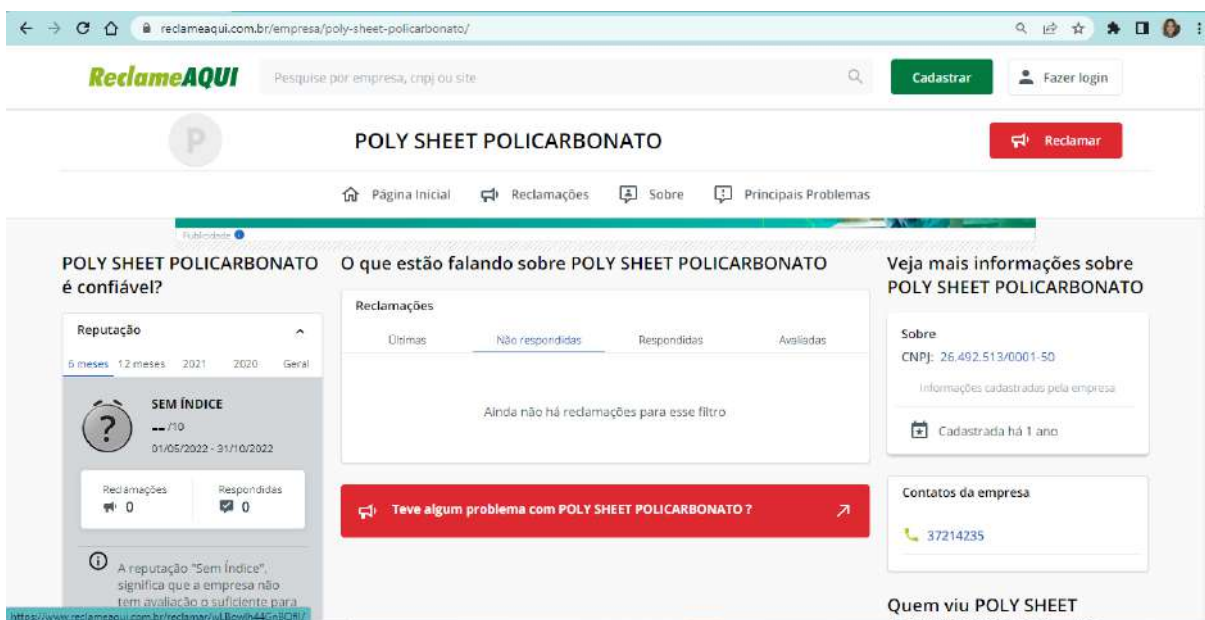 reclameaqui.com.br/empresa/poly-sheet-policarbonato/
ReclameAQUI
Pesquise por empresa, cnpj ou site
Cadastrar
Fazer login
P
POLY SHEET POLICARBONATO
Reclamar
Página Inicial
Reclamações
Sobre
Principais Problemas
Publicidade
POLY SHEET POLICARBONATO
é confiável?
Reputação
6 meses 12 meses 2021 2020 Geral
SEM ÍNDICE
--/10
01/05/2022 - 31/10/2022
Reclamações
0
Respondidas
0
A reputação "Sem Índice",
significa que a empresa não
tem avaliação o suficiente para
O que estão falando sobre POLY SHEET POLICARBONATO
Reclamações
Últimas
Não respondidas
Respondidas
Avaliadas
Ainda não há reclamações para esse filtro
Teve algum problema com POLY SHEET POLICARBONATO ?
Veja mais informações sobre
POLY SHEET POLICARBONATO
Sobre
CNPJ: 26.492.513/0001-50
Informações cadastradas pela empresa
Cadastrada há 1 ano
Contatos da empresa
37214235
Quem viu POLY SHEET